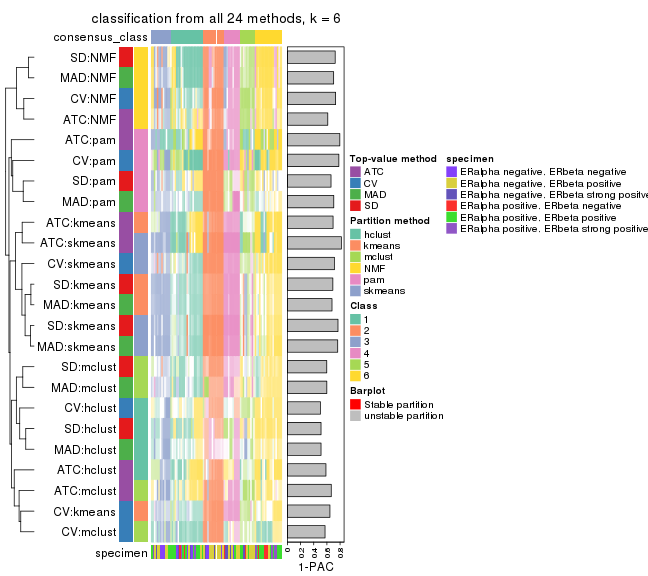 classification from all 24 methods, k = 6
consensus_class
SD:NMF
MAD:NMF
CV:NMF
ATC:NMF
ATC:pam
CV:pam
SD:pam
MAD:pam
ATC:kmeans
ATC:skmeans
CV:skmeans
SD:kmeans
MAD:kmeans
SD:skmeans
MAD:skmeans
SD:mclust
MAD:mclust
CV:hclust
SD:hclust
MAD:hclust
ATC:hclust
ATC:mclust
CV:kmeans
CV:mclust
specimen
0
0.2
0.4
0.6
0.8
1-PAC
Top-value method
ATC
CV
MAD
SD
Partition method
hclust
kmeans
mclust
NMF
pam
skmeans
Class
1
2
3
4
5
6
Barplot
Stable partition
unstable partition
specimen
ERalpha negative. ERbeta negative
ERalpha negative. ERbeta positive
ERalpha negative. ERbeta strong positive
ERalpha positive. ERbeta negative
ERalpha positive. ERbeta positive
ERalpha positive. ERbeta strong positive